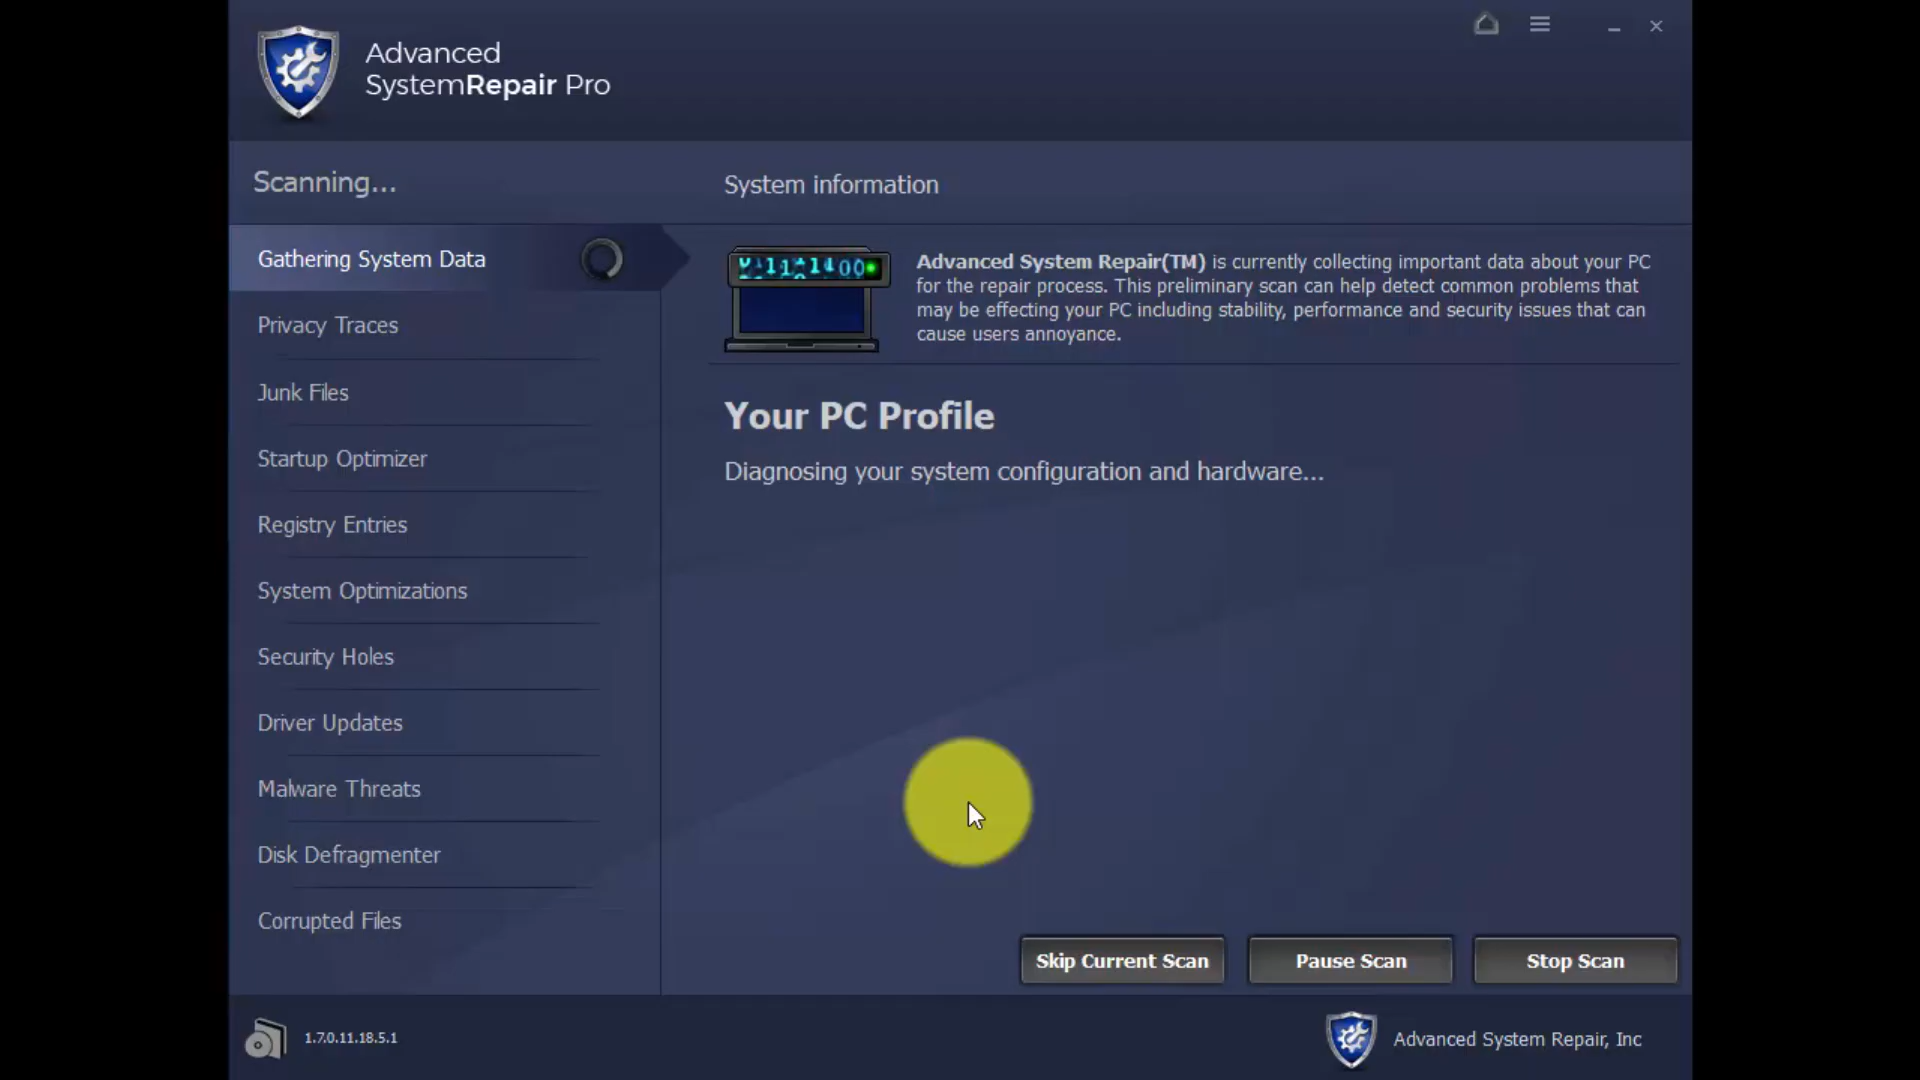 Advanced
SystemRepair Pro
Scanning...
System information
Gathering System Data
Advanced System Repair(TM) is currently collecting important data about your PC
for the repair process. This preliminary scan can help detect common problems that
may be effecting your PC including stability, performance and security issues that can
cause users annoyance.
Privacy Traces
Junk Files
Startup Optimizer
Registry Entries
System Optimizations
Security Holes
Driver Updates
Malware Threats
Disk Defragmenter
Corrupted Files
Your PC Profile
Diagnosing your system configuration and hardware...
Skip Current Scan
Pause Scan
Stop Scan
1.7.0.11.18.5.1
Advanced System Repair, Inc